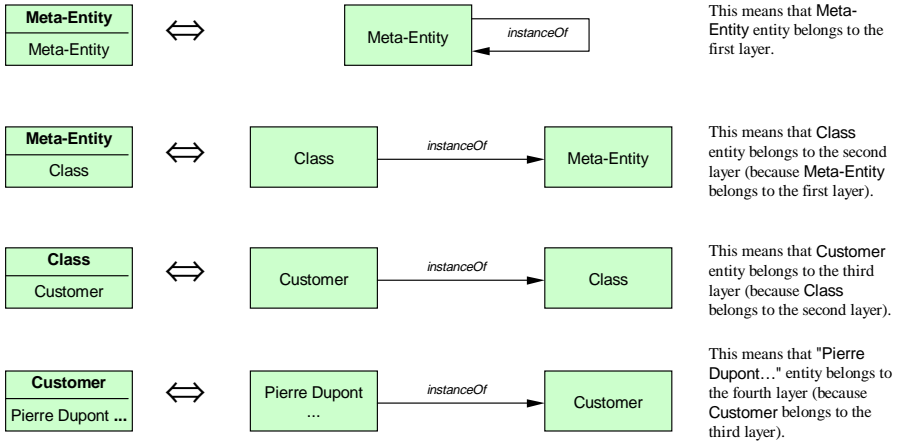 Meta-Entity
Meta-Entity
⇔
Meta-Entity
instanceOf
This means that Meta-
Entity entity belongs to the
first layer.
Meta-Entity
Class
⇔
Class
instanceOf
Meta-Entity
This means that Class
entity belongs to the second
layer (because Meta-Entity
belongs to the first layer).
Class
Customer
⇔
Customer
instanceOf
Class
This means that Customer
entity belongs to the third
layer (because Class
belongs to the second layer).
Customer
Pierre Dupont ...
⇔
Pierre Dupont
...
instanceOf
Customer
This means that "Pierre
Dupont…" entity belongs to
the fourth layer (because
Customer belongs to the
third layer).